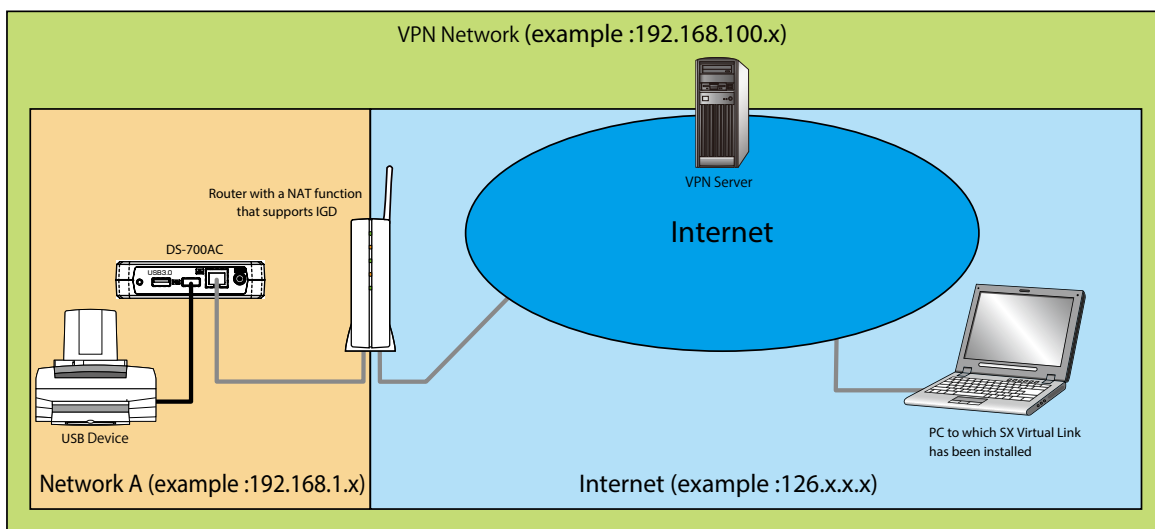 VPN Network (example :192.168.100.x)
VPN Server
Router with a NAT function
that supports IGD
Internet
DS-700AC
USB3.0
USB Device
PC to which SX Virtual Link
has been installed
Network A (example :192.168.1.x)
Internet (example :126.x.x.x)